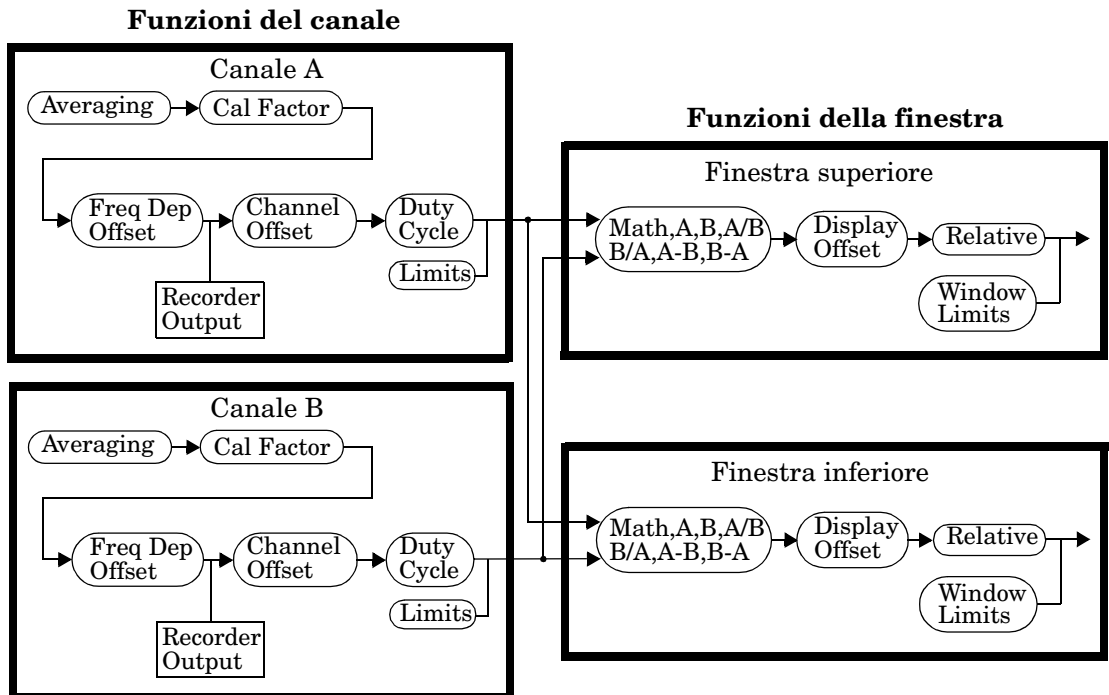 Funzioni del canale
Canale A
Averaging
Cal Factor
Freq Dep
Offset
Channel
Offset
Duty
Cycle
Limits
Recorder
Output
Canale B
Averaging
Cal Factor
Freq Dep
Offset
Channel
Offset
Duty
Cycle
Limits
Recorder
Output
Funzioni della finestra
Finestra superiore
Math,A,B,A/B
B/A,A-B,B-A
Display
Offset
Relative
Window
Limits
Finestra inferiore
Math,A,B,A/B
B/A,A-B,B-A
Display
Offset
Relative
Window
Limits